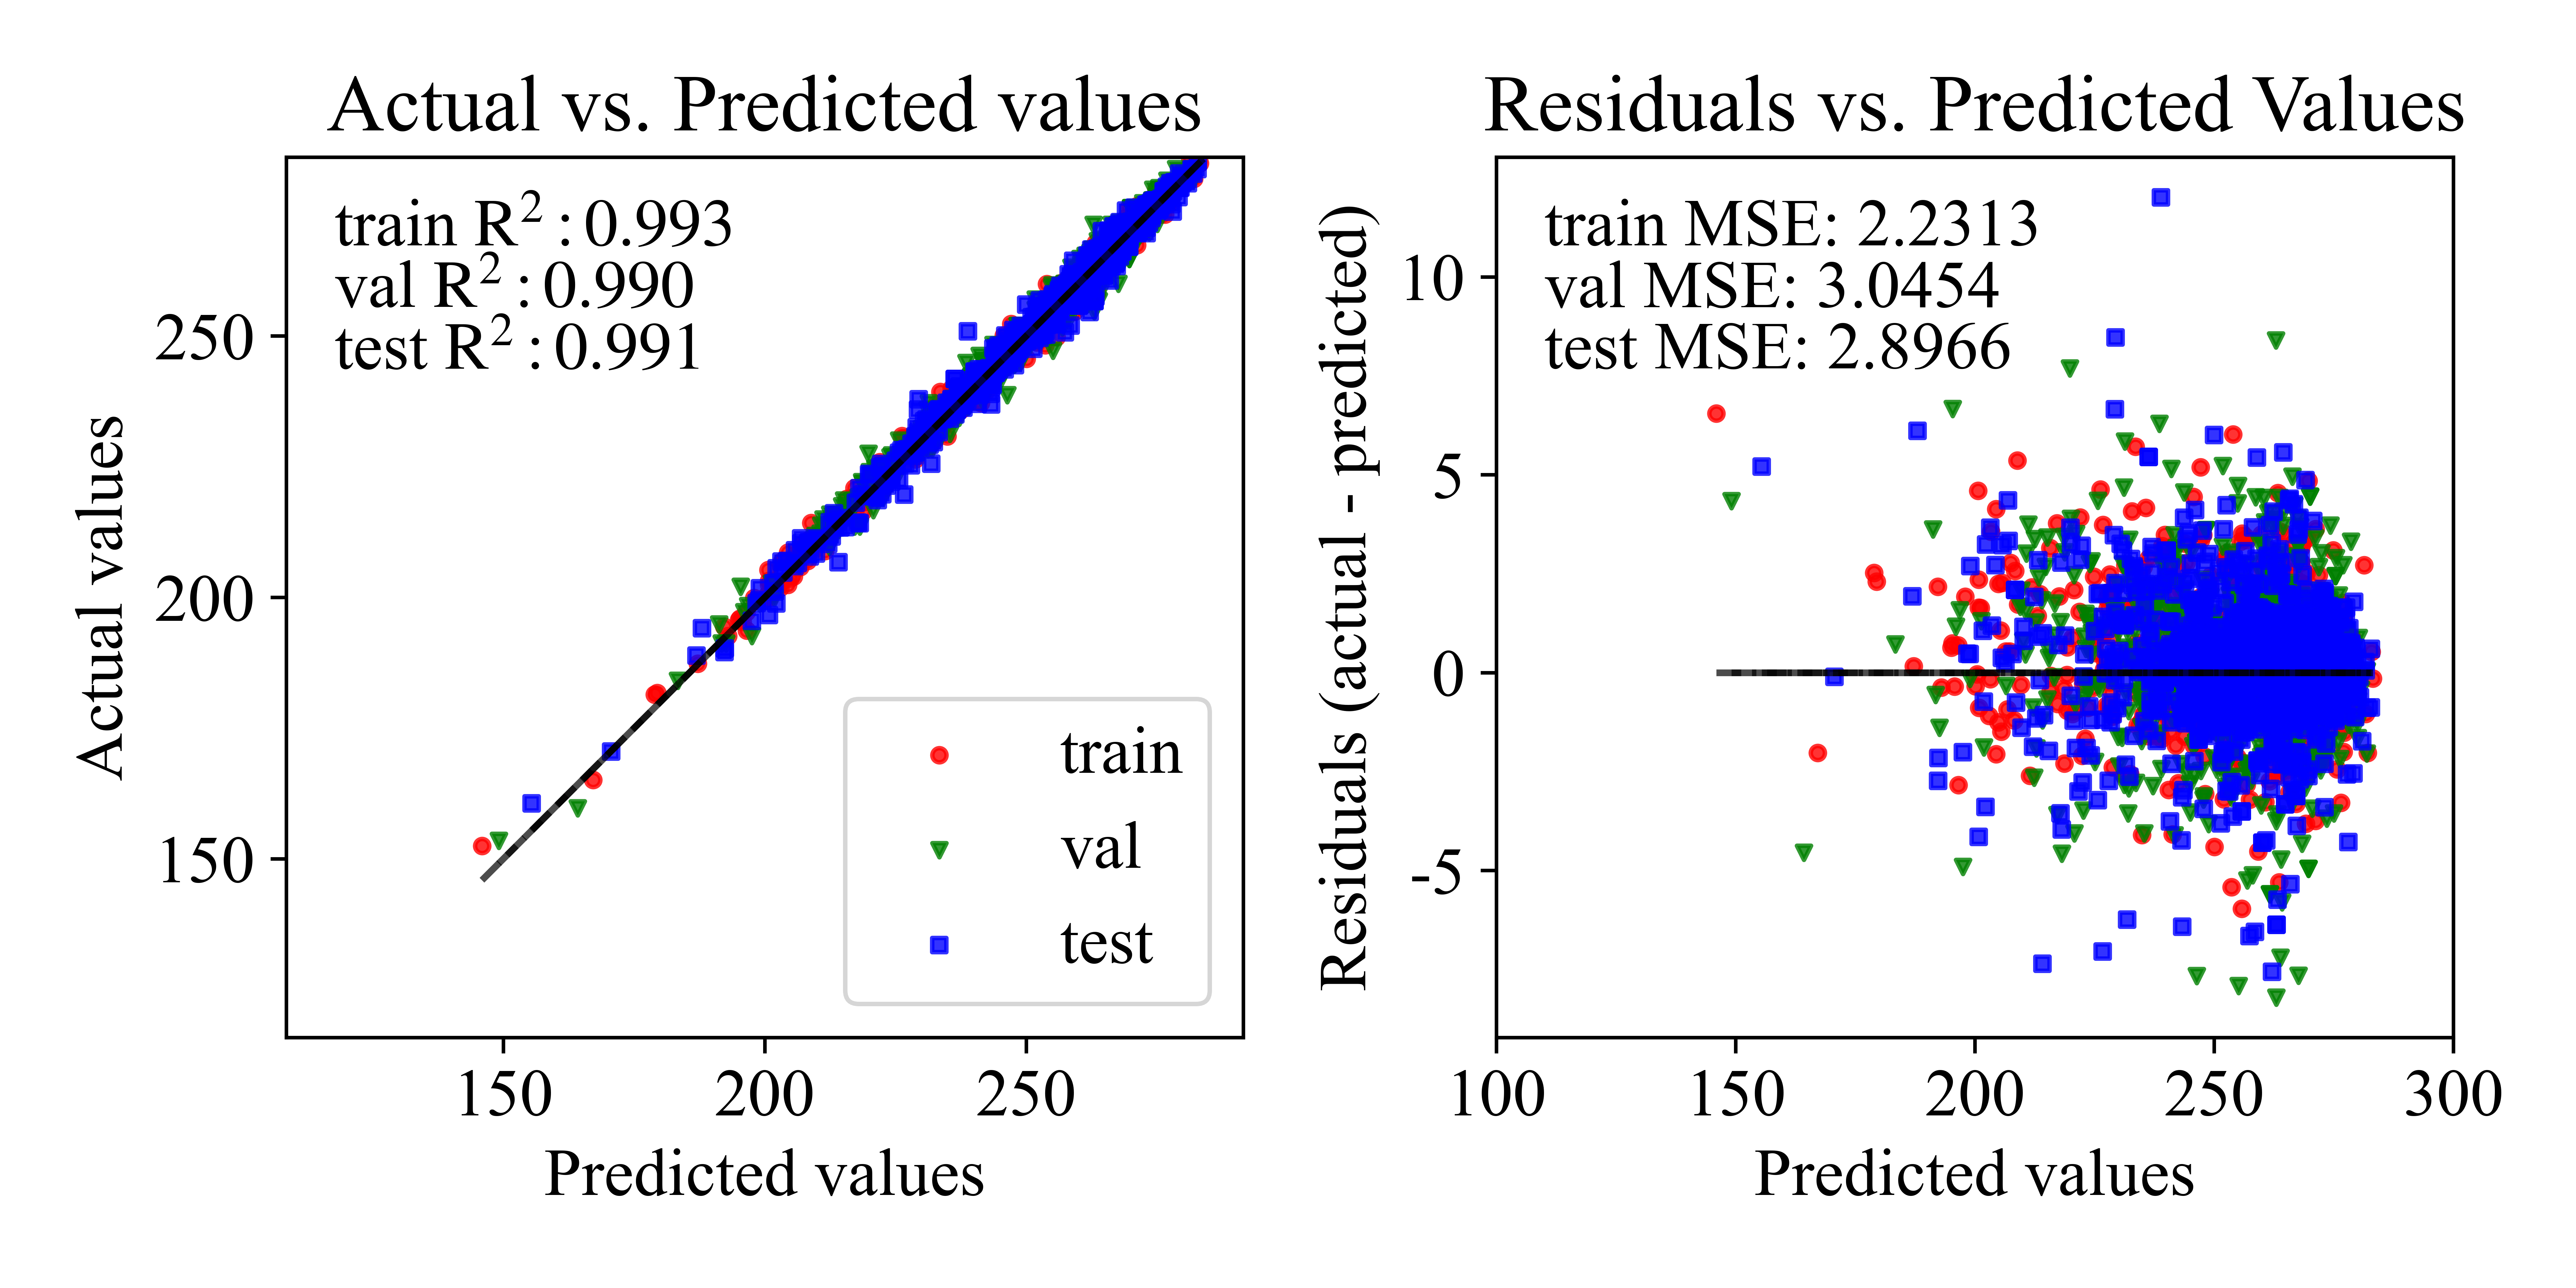 Actual vs. Predicted values
train R² : 0.993
val R² : 0.990
test R² : 0.991
250
200
150
Actual values
train
val
test
150 200 250
Predicted values
Residuals vs. Predicted Values
train MSE: 2.2313
val MSE: 3.0454
test MSE: 2.8966
10
5
0
-5
Residuals (actual - predicted)
100 150 200 250 300
Predicted values